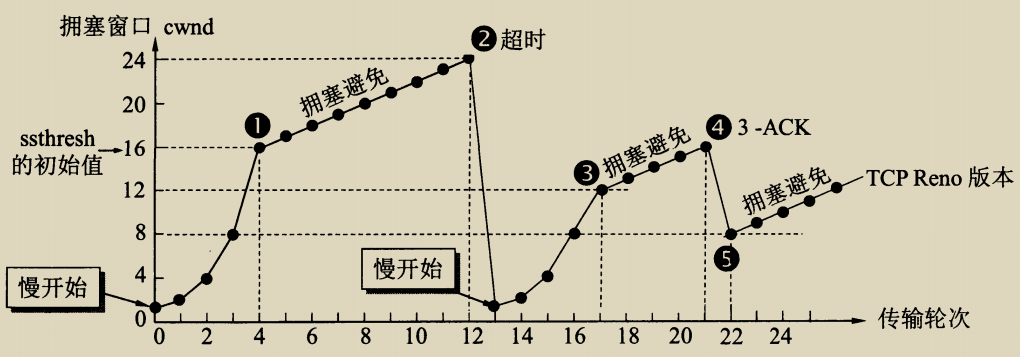 拥塞窗口 cwnd
❷ 超时
24
20
16
12
8
4
0
ssthresh
的初始值
❶
拥塞避免
❸
拥塞避免
❹ 3 -ACK
拥塞避免
TCP Reno 版本
❺
慢开始
慢开始
0 2 4 6 8 10 12 14 16 18 20 22 24
传输轮次